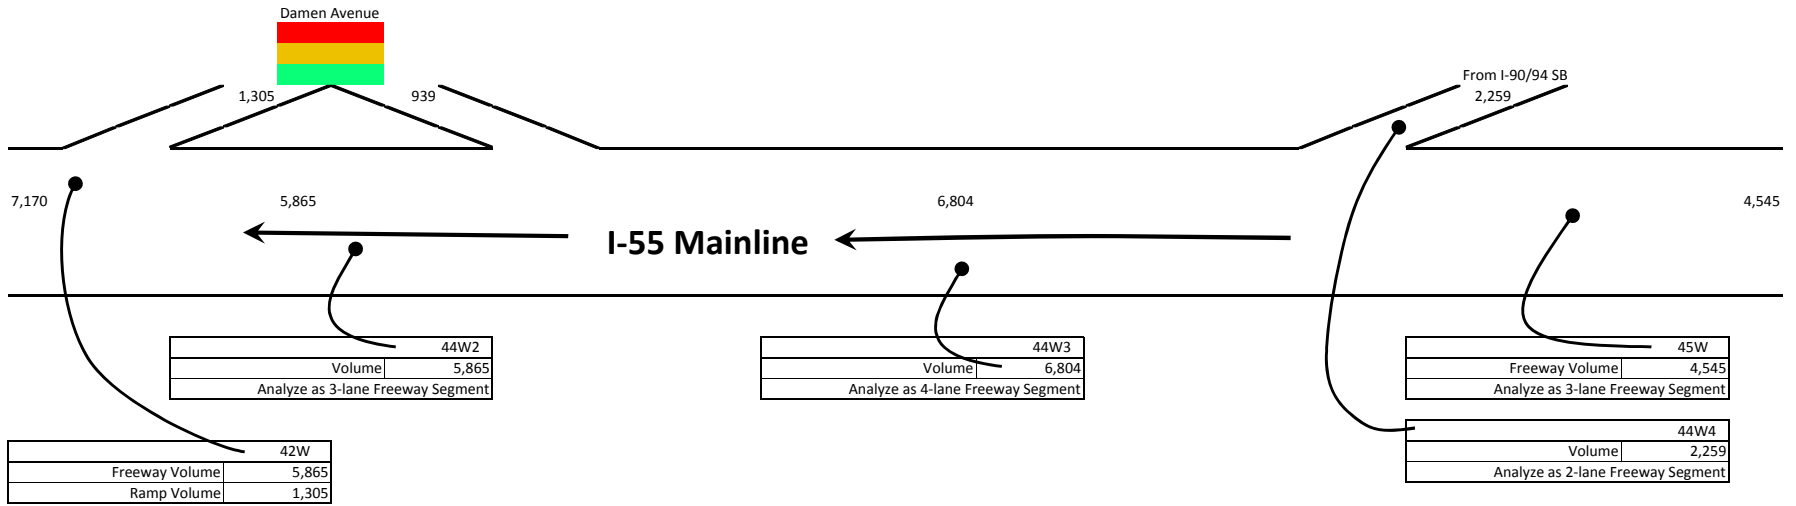 Damen Avenue
From I-90/94 SB
1,305
939
2,259
7,170
5,865
6,804
4,545
I-55 Mainline
44W2
Volume 5,865
Analyze as 3-lane Freeway Segment
44W3
Volume 6,804
Analyze as 4-lane Freeway Segment
45W
Freeway Volume 4,545
Analyze as 3-lane Freeway Segment
44W4
Volume 2,259
Analyze as 2-lane Freeway Segment
42W
Freeway Volume 5,865
Ramp Volume 1,305